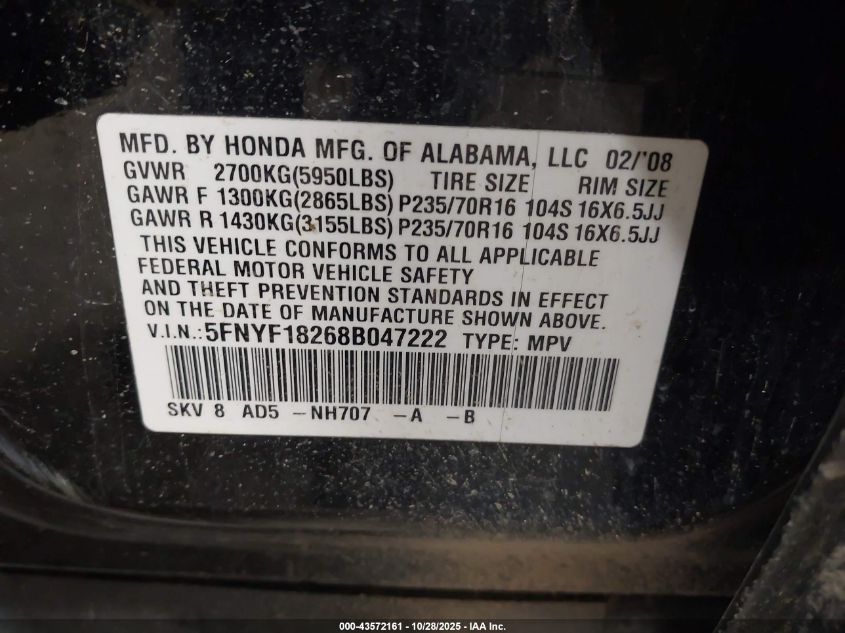 MFD. BY HONDA MFG. OF ALABAMA, LLC 02/'08
GVWR 2700KG(5950LBS) TIRE SIZE RIM SIZE
GAWR F 1300KG(2865LBS) P235/70R16 104S 16X6.5JJ
GAWR R 1430KG(3155LBS) P235/70R16 104S 16X6.5JJ
THIS VEHICLE CONFORMS TO ALL APPLICABLE
FEDERAL MOTOR VEHICLE SAFETY
AND THEFT PREVENTION STANDARDS IN EFFECT
ON THE DATE OF MANUFACTURE SHOWN ABOVE.
V.I.N.:5FNYF18268B047222 TYPE: MPV
SKV 8 AD5 -NH707 -A -B
000-43572161 | 10/28/2025 | IAA Inc.